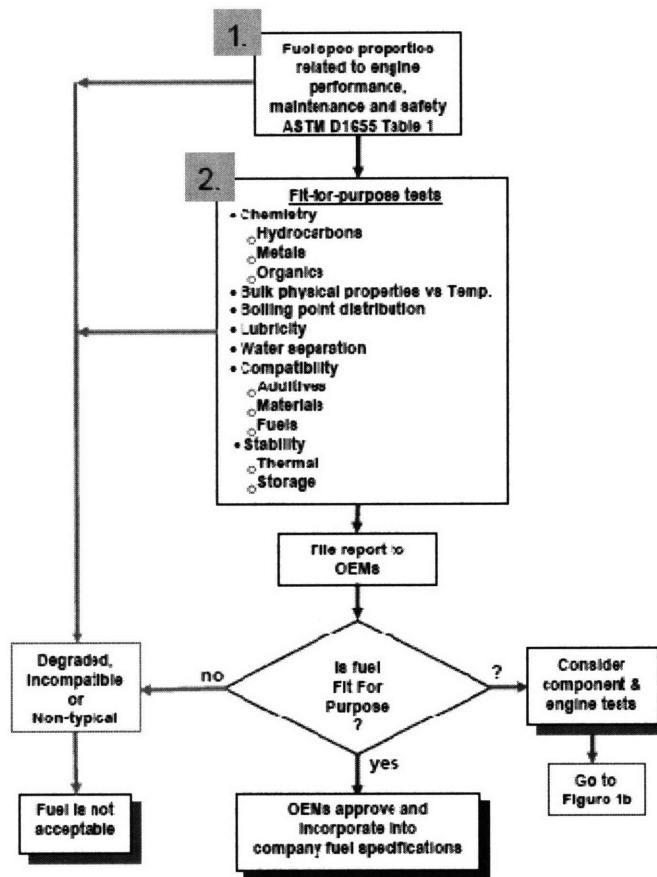 1.
Fuel spec properties
related to engine
performance,
maintenance and safety
ASTM D1655 Table 1
2.
Fit-for-purpose tests
• Chemistry
○ Hydrocarbons
○ Metals
○ Organics
• Bulk physical properties vs Temp.
• Boiling point distribution
• Lubricity
• Water separation
• Compatibility
○ Additives
○ Materials
○ Fuels
• Stability
○ Thermal
○ Storage
File report to
OEMs
Degraded,
Incompatible
or
Non-typical
no
Is fuel
Fit For
Purpose
?
?
Consider
component &
engine tests
yes
Go to
Figure 1b
Fuel is not
acceptable
OEMs approve and
incorporate into
company fuel specifications